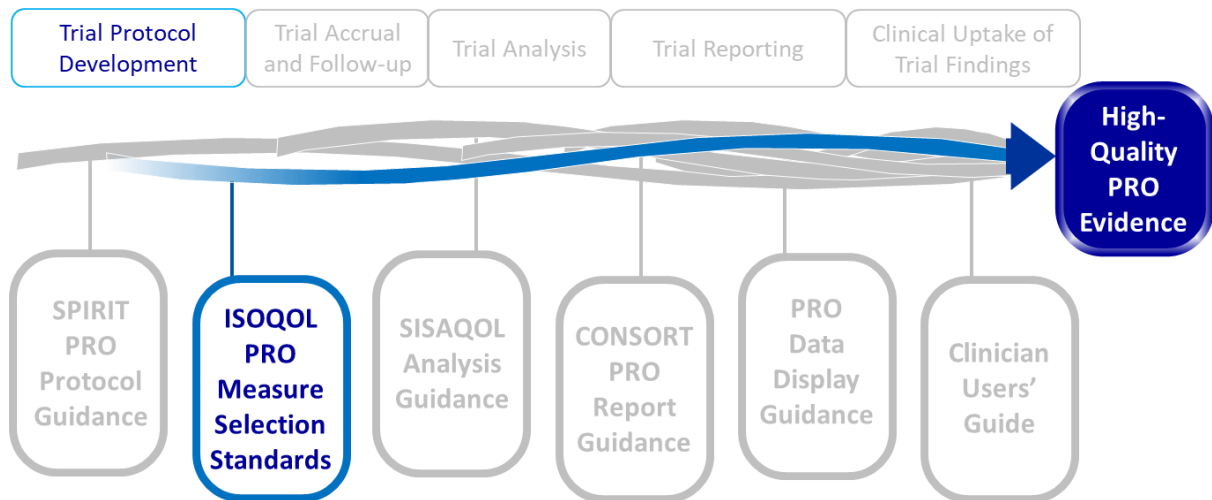 Trial Protocol
Development
Trial Accrual
and Follow-up
Trial Analysis
Trial Reporting
Clinical Uptake of
Trial Findings
High-
Quality
PRO
Evidence
SPIRIT
PRO
Protocol
Guidance
ISOQOL
PRO
Measure
Selection
Standards
SISAQOL
Analysis
Guidance
CONSORT
PRO
Report
Guidance
PRO
Data
Display
Guidance
Clinician
Users’
Guide